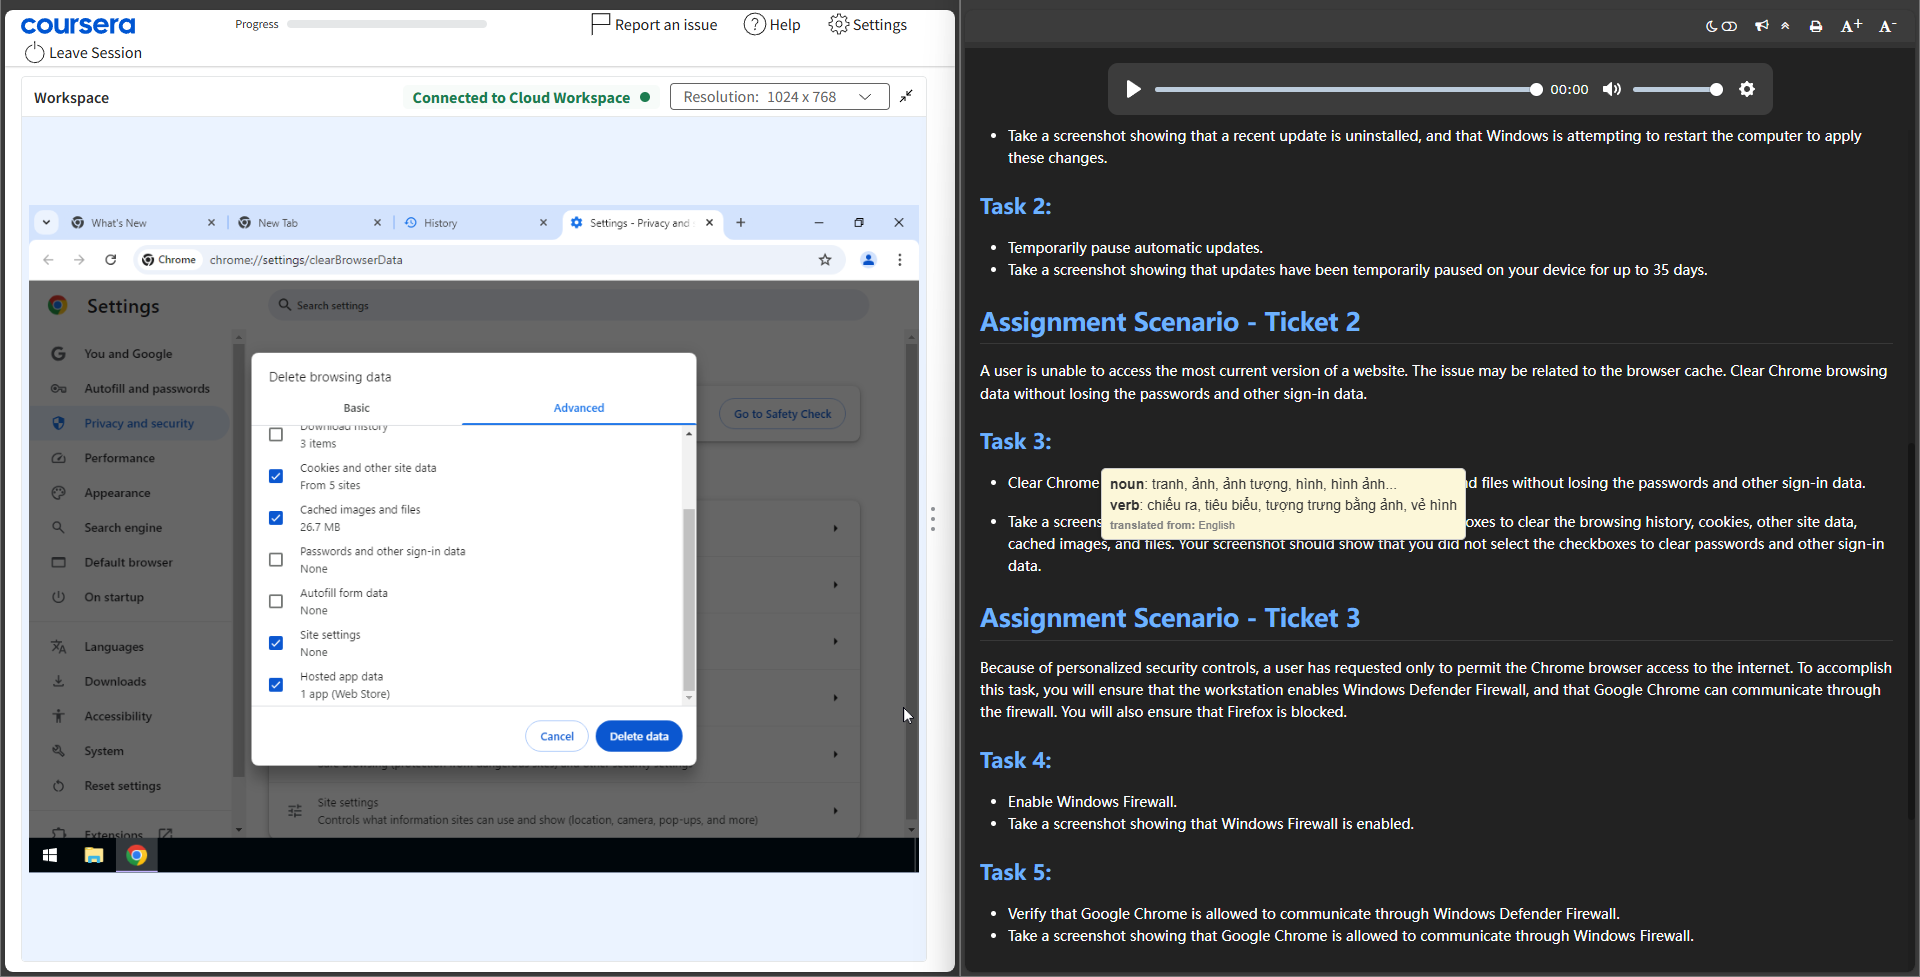 coursera
Progress
Report an issue
Help
Settings
Leave Session
Workspace
Connected to Cloud Workspace
Resolution: 1024 x 768
What's New
New Tab
History
Settings - Privacy and
Chrome
chrome://settings/clearBrowserData
Settings
Search settings
You and Google
Autofill and passwords
Privacy and security
Performance
Appearance
Search engine
Default browser
On startup
Languages
Downloads
Accessibility
System
Reset settings
Extensions
Go to Safety Check
Delete browsing data
Basic
Advanced
Download history
3 items
Cookies and other site data
From 5 sites
Cached images and files
26.7 MB
Passwords and other sign-in data
None
Autofill form data
None
Site settings
None
Hosted app data
1 app (Web Store)
Cancel
Delete data
Site settings
Controls what information sites can use and show (location, camera, pop-ups, and more)
A+
A-
00:00
Take a screenshot showing that a recent update is uninstalled, and that Windows is attempting to restart the computer to apply
these changes.
Task 2:
Temporarily pause automatic updates.
Take a screenshot showing that updates have been temporarily paused on your device for up to 35 days.
Assignment Scenario - Ticket 2
A user is unable to access the most current version of a website. The issue may be related to the browser cache. Clear Chrome browsing
data without losing the passwords and other sign-in data.
Task 3:
Clear Chrome
files without losing the passwords and other sign-in data.
noun: tranh, ảnh, ảnh tượng, hình, hình ảnh...
verb: chiếu ra, tiêu biểu, tượng trưng bằng ảnh, vẻ hình
translated from: English
Take a
to clear the browsing history, cookies, other site data,
cached images, and files. Your screenshot should show that you did not select the checkboxes to clear passwords and other sign-in
data.
Assignment Scenario - Ticket 3
Because of personalized security controls, a user has requested only to permit the Chrome browser access to the internet. To accomplish
this task, you will ensure that the workstation enables Windows Defender Firewall, and that Google Chrome can communicate through
the firewall. You will also ensure that Firefox is blocked.
Task 4:
Enable Windows Firewall.
Take a screenshot showing that Windows Firewall is enabled.
Task 5:
Verify that Google Chrome is allowed to communicate through Windows Defender Firewall.
Take a screenshot showing that Google Chrome is allowed to communicate through Windows Firewall.